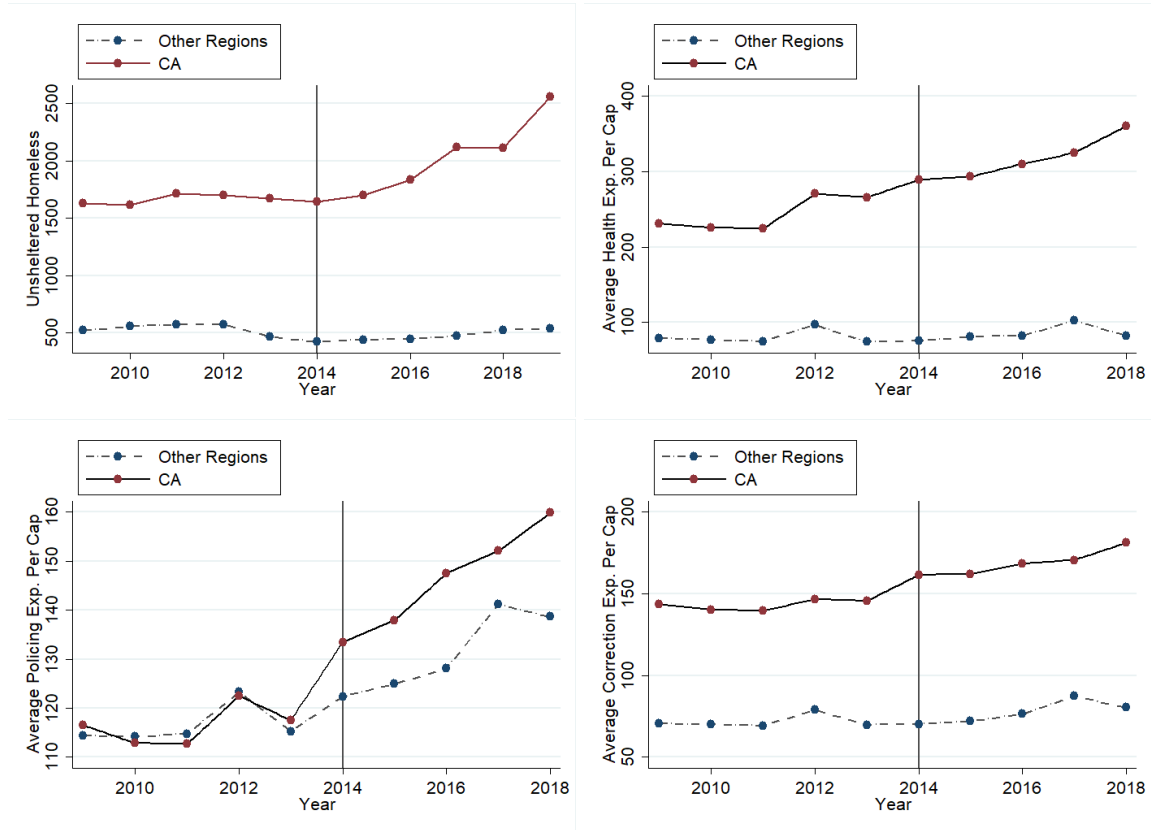 Other Regions
CA
Unsheltered Homeless
2500
2000
1500
1000
500
2010 2012 2014 2016 2018
Year
Other Regions
CA
Average Health Exp. Per Cap
400
300
200
100
2010 2012 2014 2016 2018
Year
Other Regions
CA
Average Policing Exp. Per Cap
160
150
140
130
120
110
2010 2012 2014 2016 2018
Year
Other Regions
CA
Average Correction Exp. Per Cap
200
150
100
50
2010 2012 2014 2016 2018
Year